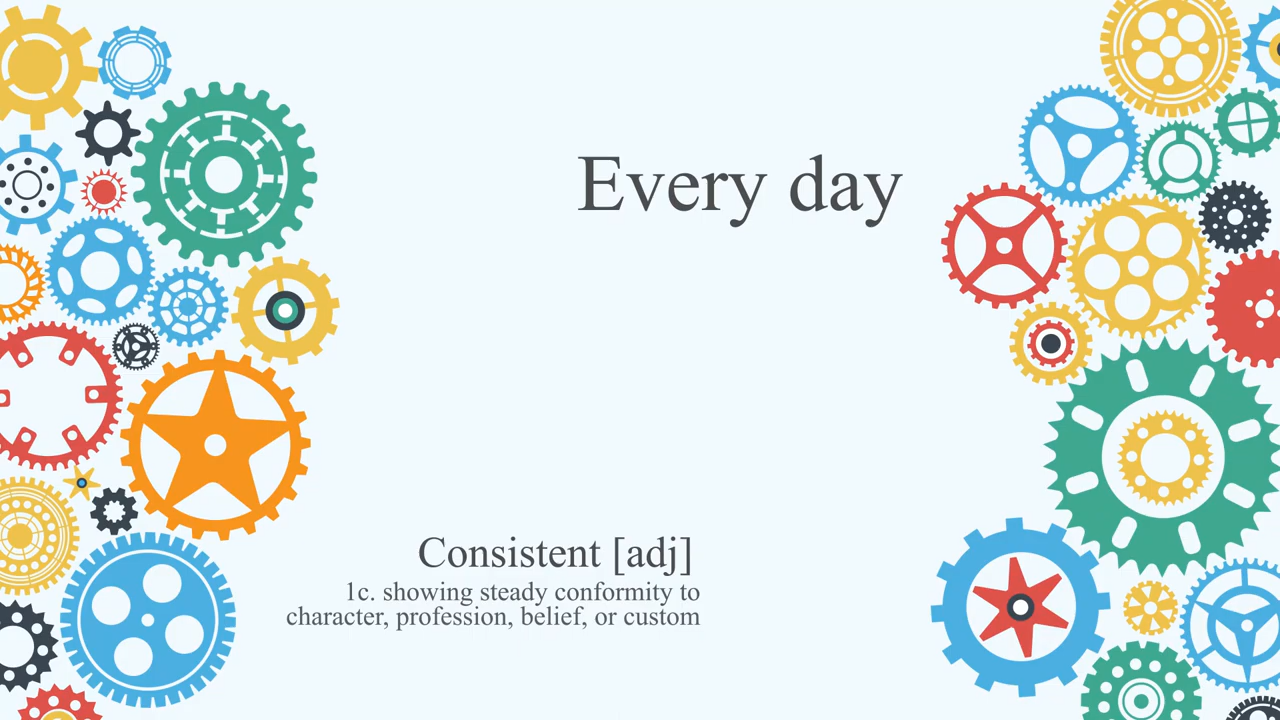 Every day
Consistent [adj]
1c. showing steady conformity to
character, profession, belief, or custom